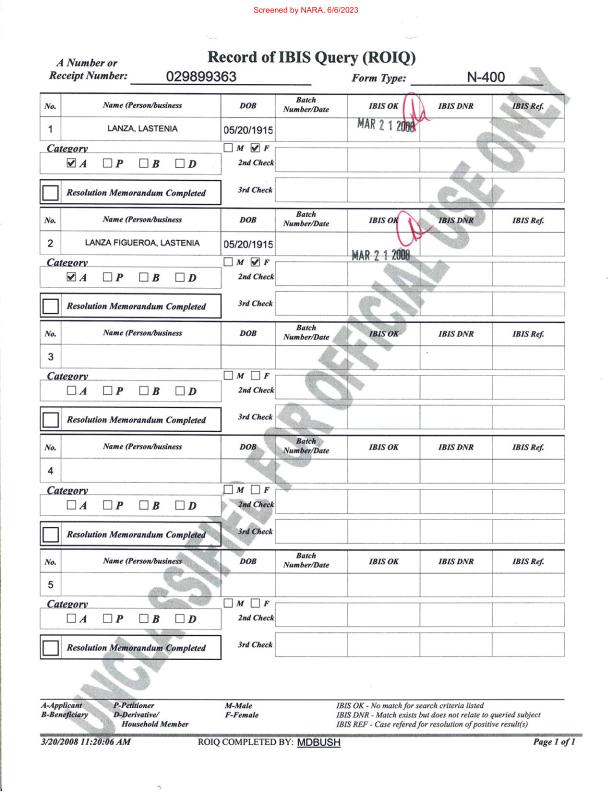 Screened by NARA, 6/6/2023
Record of IBIS Query (ROIQ)
A Number or
Receipt Number: 029899363 Form Type: N-400
No. Name (Person/business DOB Batch Number/Date IBIS OK IBIS DNR IBIS Ref.
1 LANZA, LASTENIA 05/20/1915 MAR 21 2008
Category M F
A P B D 2nd Check
Resolution Memorandum Completed 3rd Check
No. Name (Person/business DOB Batch Number/Date IBIS OK IBIS DNR IBIS Ref.
2 LANZA FIGUEROA, LASTENIA 05/20/1915 MAR 21 2008
Category M F
A P B D 2nd Check
Resolution Memorandum Completed 3rd Check
No. Name (Person/business DOB Batch Number/Date IBIS OK IBIS DNR IBIS Ref.
3
Category M F
A P B D 2nd Check
Resolution Memorandum Completed 3rd Check
No. Name (Person/business DOB Batch Number/Date IBIS OK IBIS DNR IBIS Ref.
4
Category M F
A P B D 2nd Check
Resolution Memorandum Completed 3rd Check
No. Name (Person/business DOB Batch Number/Date IBIS OK IBIS DNR IBIS Ref.
5
Category M F
A P B D 2nd Check
Resolution Memorandum Completed 3rd Check
UNCLASSIFIED FOR OFFICIAL USE ONLY
A-Applicant P-Petitioner M-Male IBIS OK - No match for search criteria listed
B-Beneficiary D-Derivative/ F-Female IBIS DNR - Match exists but does not relate to queried subject
Household Member IBIS REF - Case refered for resolution of positive result(s)
3/20/2008 11:20:06 AM ROIQ COMPLETED BY: MDBUSH Page 1 of 1